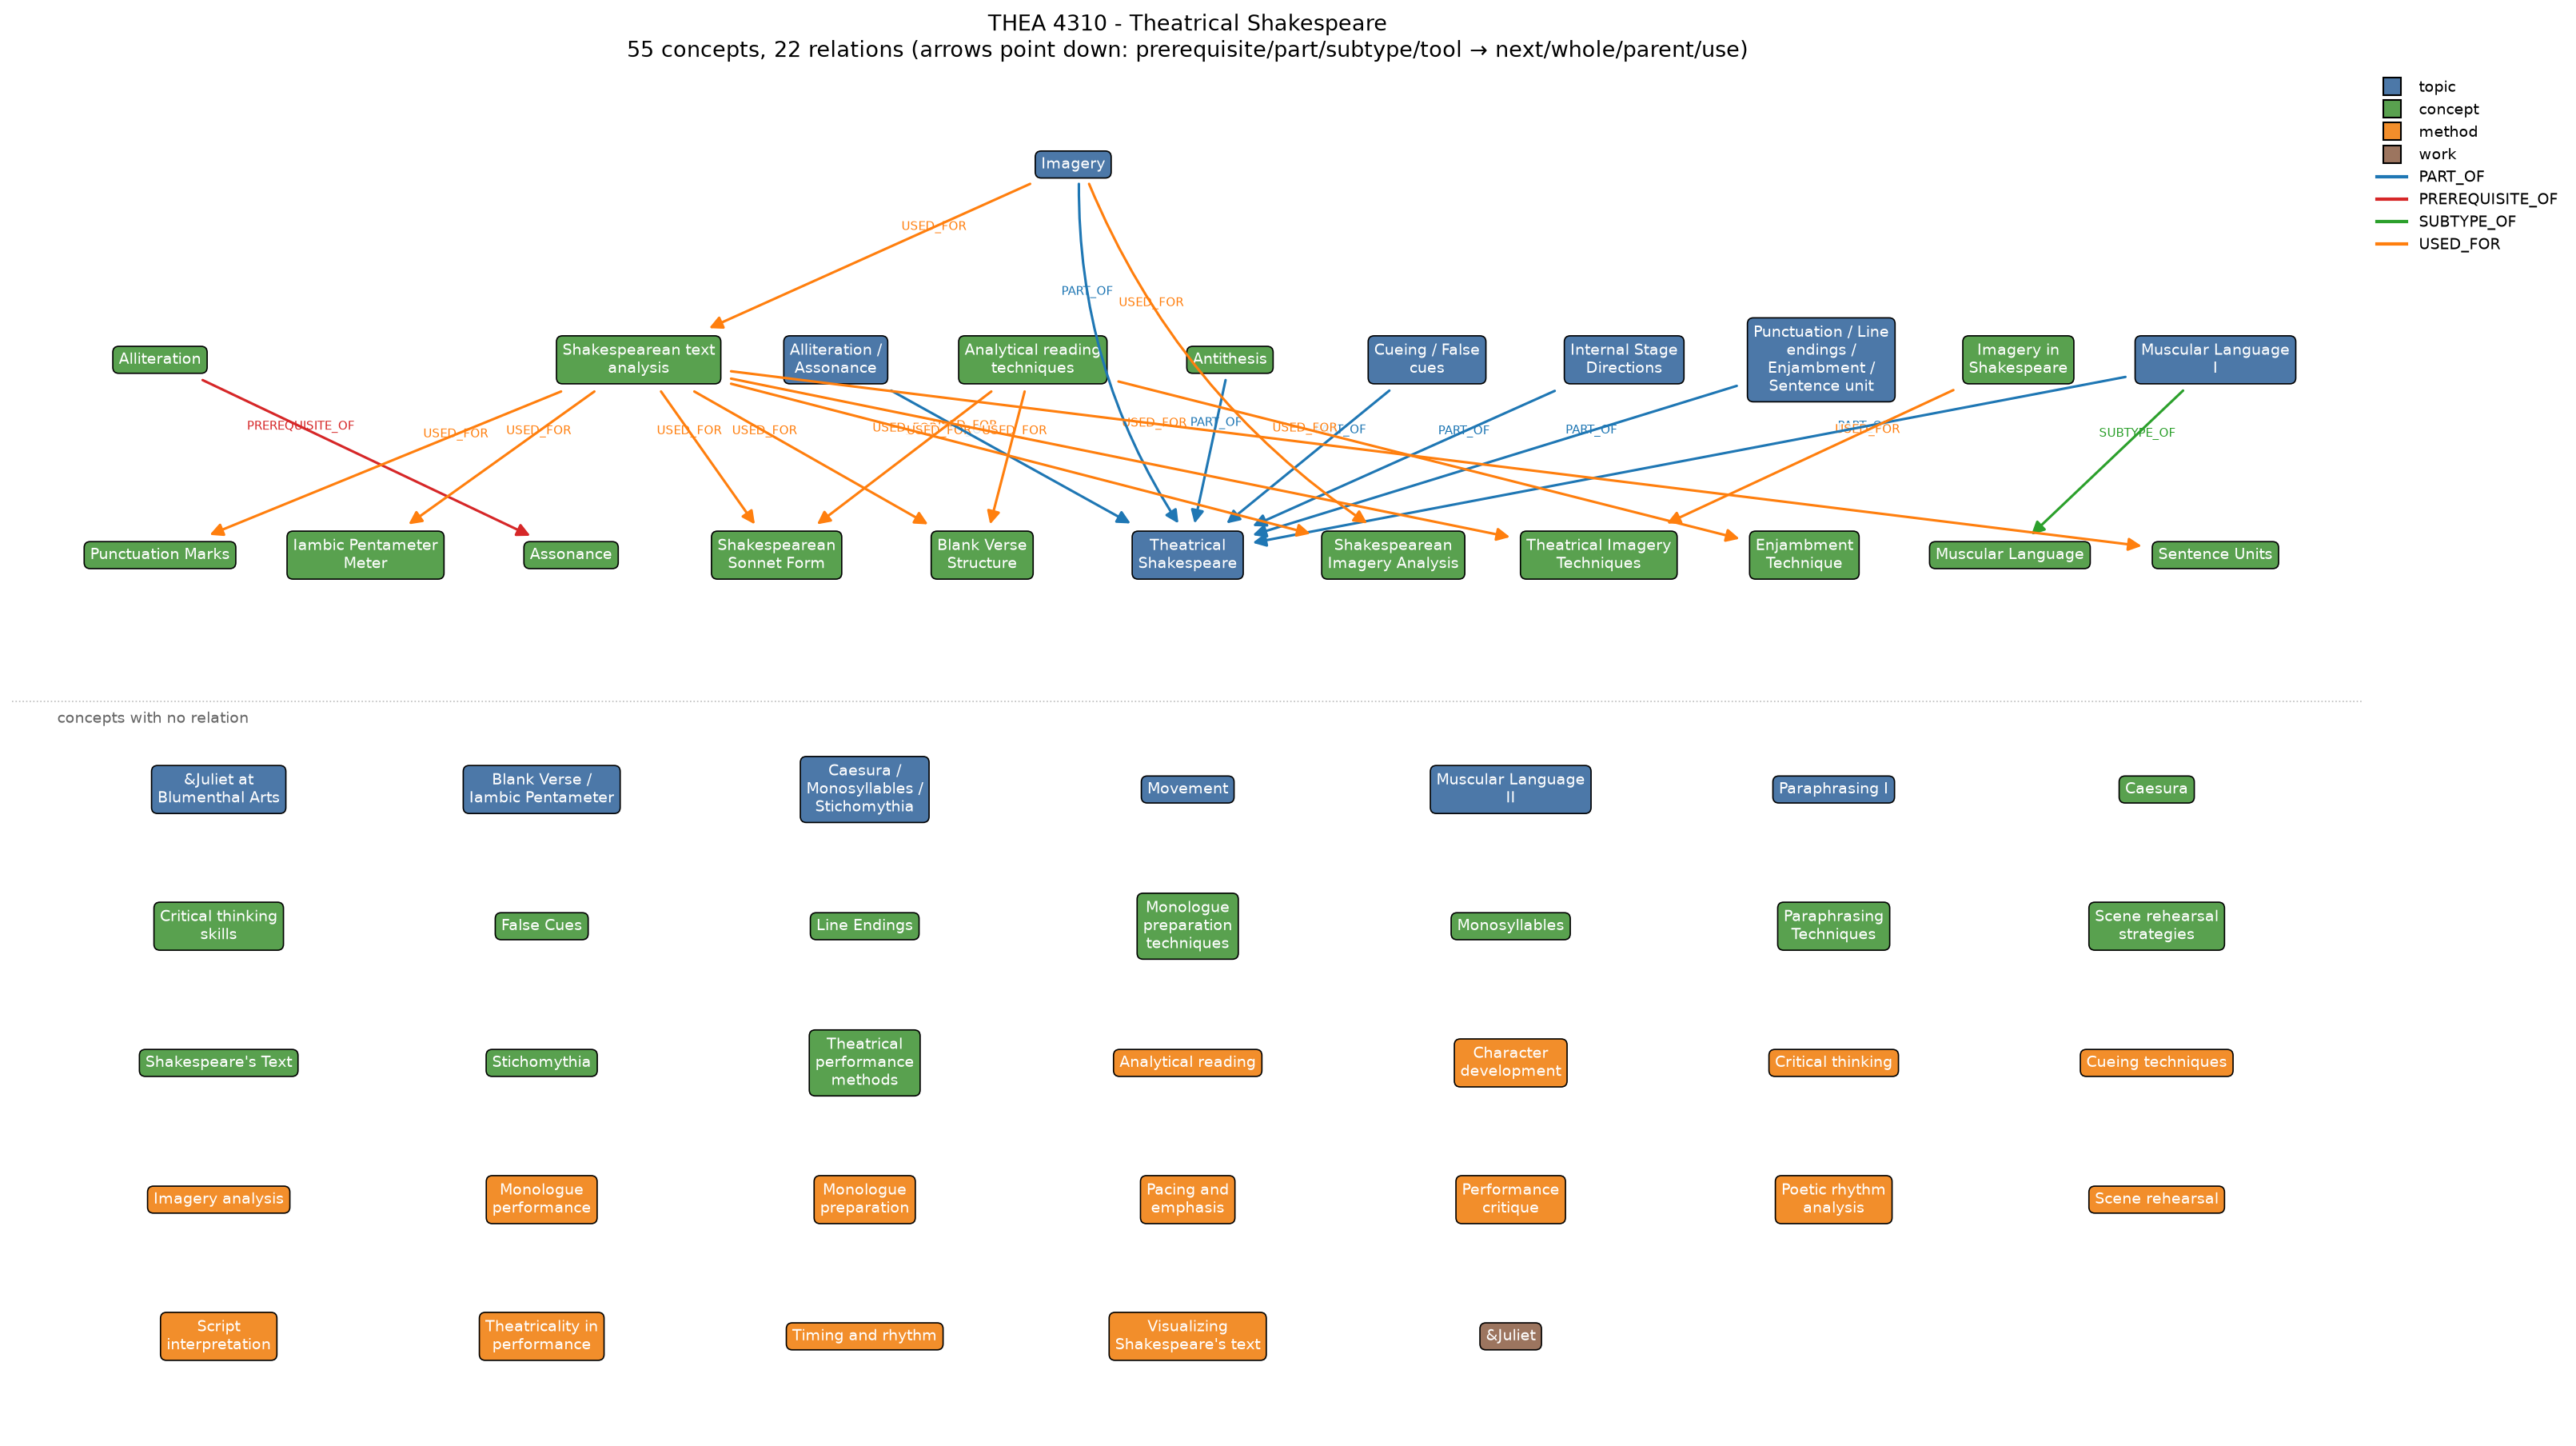 THEA 4310 - Theatrical Shakespeare
55 concepts, 22 relations (arrows point down: prerequisite/part/subtype/tool → next/whole/parent/use)
topic
concept
method
work
PART_OF
PREREQUISITE_OF
SUBTYPE_OF
USED_FOR
Imagery
USED_FOR
PART_OF
USED_FOR
Alliteration
Shakespearean text
analysis
Alliteration /
Assonance
Analytical reading
techniques
Antithesis
Cueing / False
cues
Internal Stage
Directions
Punctuation / Line
endings /
Enjambment /
Sentence unit
Imagery in
Shakespeare
Muscular Language
I
PREREQUISITE_OF
USED_FOR
USED_FOR
USED_FOR
USED_FOR
USED_FOR
USED_FOR
USED_FOR
PART_OF
USED_FOR
PART_OF
PART_OF
USED_FOR
SUBTYPE_OF
Punctuation Marks
Iambic Pentameter
Meter
Assonance
Shakespearean
Sonnet Form
Blank Verse
Structure
Theatrical
Shakespeare
Shakespearean
Imagery Analysis
Theatrical Imagery
Techniques
Enjambment
Technique
Muscular Language
Sentence Units
concepts with no relation
&Juliet at
Blumenthal Arts
Blank Verse /
Iambic Pentameter
Caesura /
Monosyllables /
Stichomythia
Movement
Muscular Language
II
Paraphrasing I
Caesura
Critical thinking
skills
False Cues
Line Endings
Monologue
preparation
techniques
Monosyllables
Paraphrasing
Techniques
Scene rehearsal
strategies
Shakespeare's Text
Stichomythia
Theatrical
performance
methods
Analytical reading
Character
development
Critical thinking
Cueing techniques
Imagery analysis
Monologue
performance
Monologue
preparation
Pacing and
emphasis
Performance
critique
Poetic rhythm
analysis
Scene rehearsal
Script
interpretation
Theatricality in
performance
Timing and rhythm
Visualizing
Shakespeare's text
&Juliet